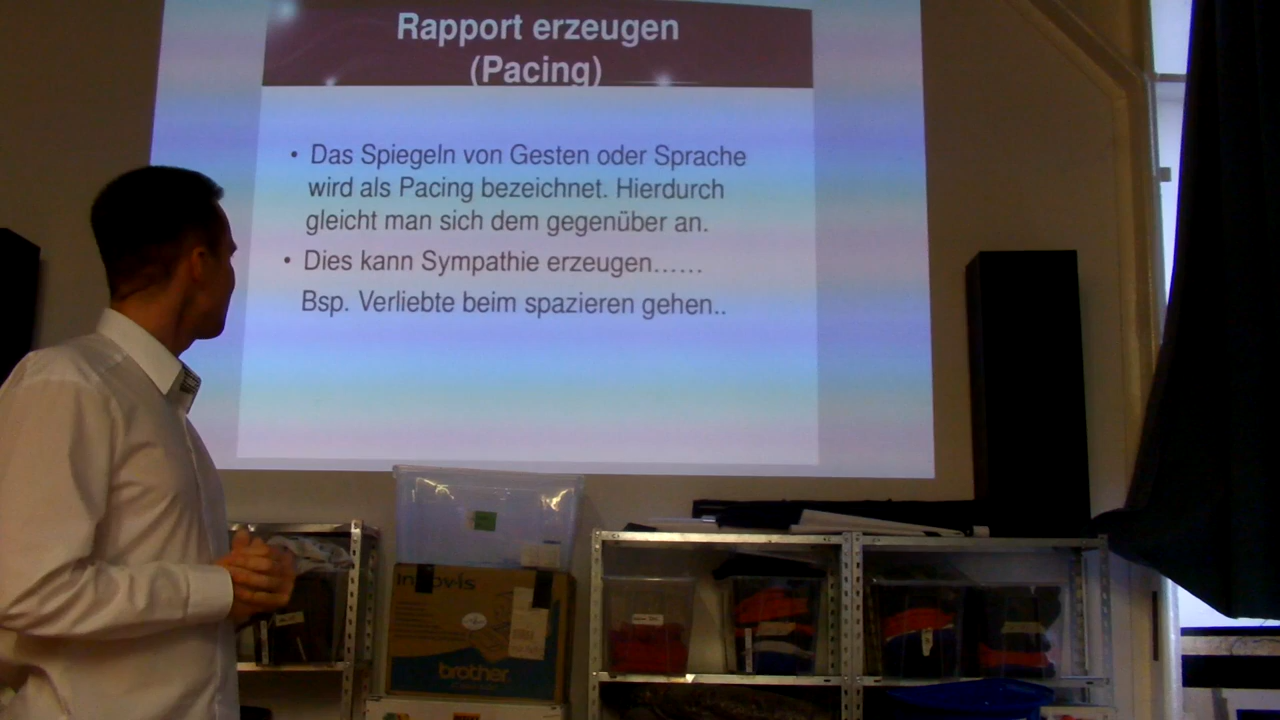 Rapport erzeugen
(Pacing)
• Das Spiegeln von Gesten oder Sprache
wird als Pacing bezeichnet. Hierdurch
gleicht man sich dem gegenüber an.
• Dies kann Sympathie erzeugen......
Bsp. Verliebte beim spazieren gehen..
brother